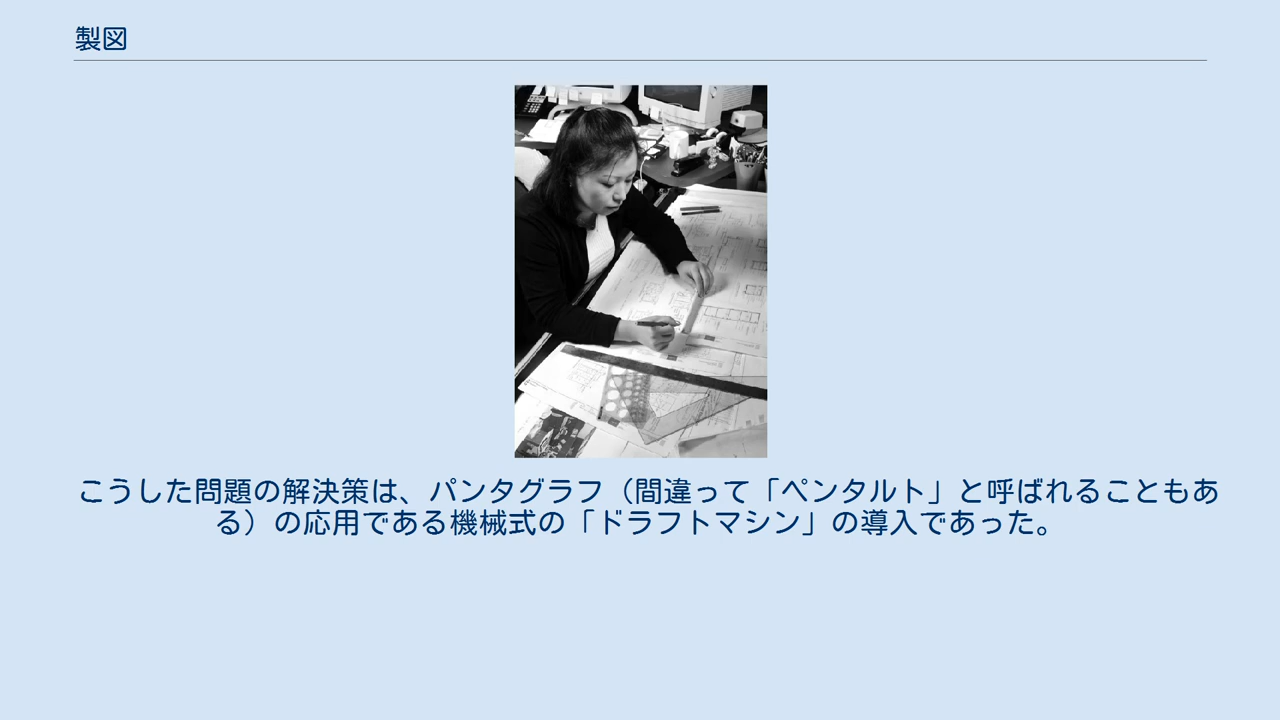 製図
こうした問題の解決策は、パンタグラフ（間違って「ペンタルト」と呼ばれることもあ
る）の応用である機械式の「ドラフトマシン」の導入であった。